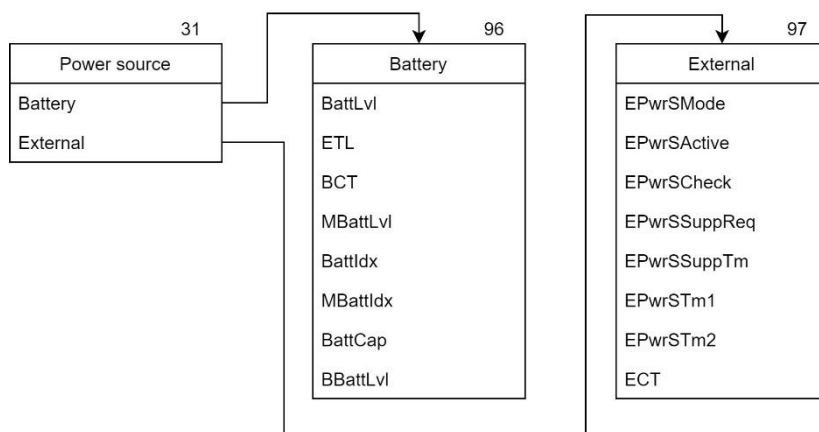 31
Power source
Battery
External
96
Battery
BattLvl
ETL
BCT
MBattLvl
BattIdx
MBattIdx
BattCap
BBattLvl
97
External
EPwrSMode
EPwrSActive
EPwrSCheck
EPwrSSuppReq
EPwrSSuppTm
EPwrSTm1
EPwrSTm2
ECT